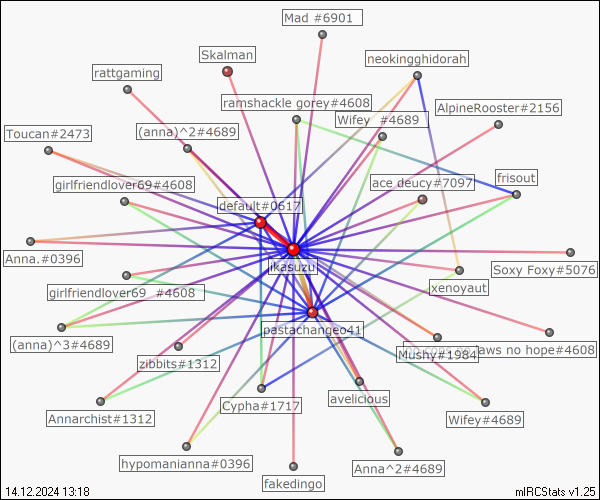 Mad #6901
Skalman
neokingghidorah
rattgaming
ramshackle gorey#4608
AlpineRooster#2156
Wifey #4689
Toucan#2473
(anna)^2#4689
girlfriendlover69#4608
ace deucy#7097
frisout
default#0617
Anna.#0396
ikasuzu
Soxy Foxy#5076
xenoyaut
girlfriendlover69 #4608
pastachangeo41
(anna)^3#4689
Mushy#1984
laws no hope#4608
zibbits#1312
avelicious
Annarchist#1312
Cypha#1717
Wifey#4689
hypomanianna#0396
Anna^2#4689
fakedingo
14.12.2024 13:18
mIRCStats v1.25